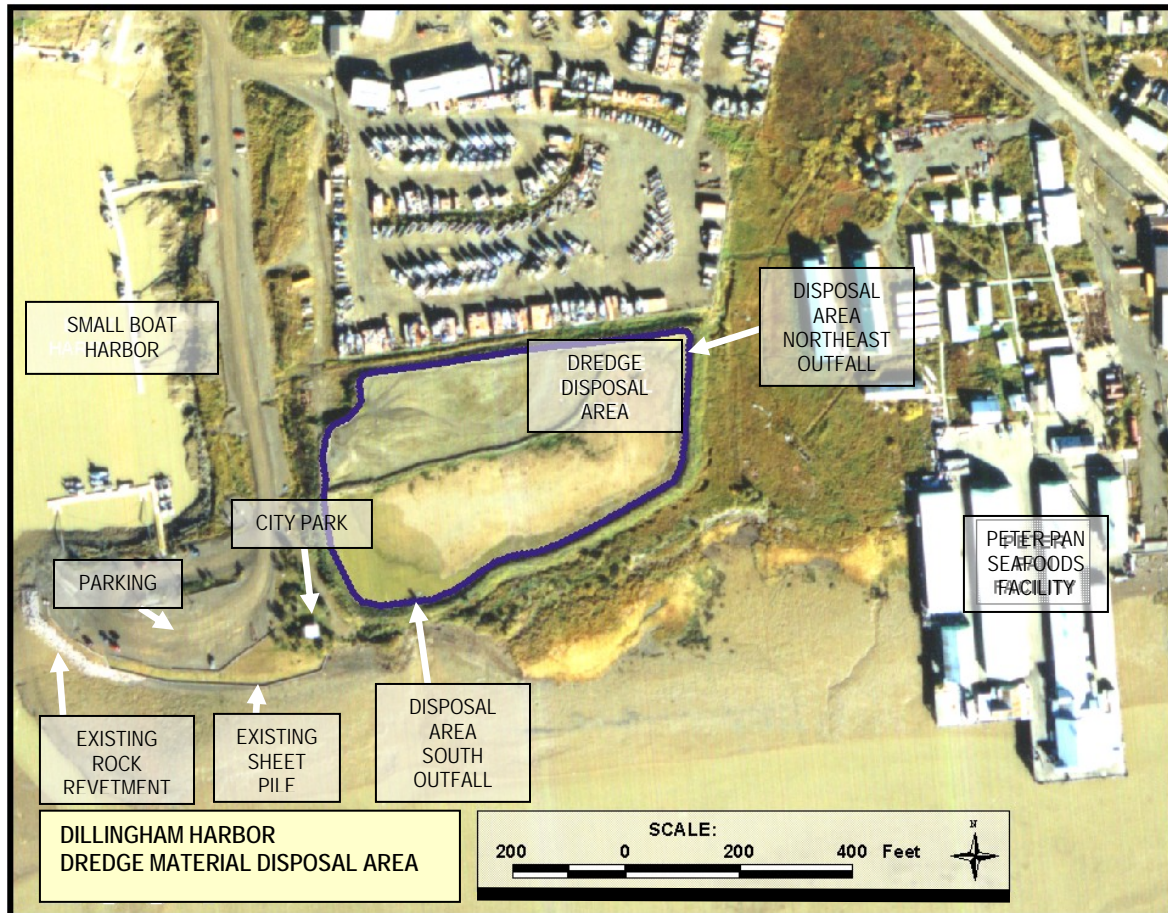 SMALL BOAT
HARBOR
DISPOSAL
AREA
NORTHEAST
OUTFALL
DREDGE
DISPOSAL
AREA
CITY PARK
PARKING
PETER PAN
SEAFOODS
FACILITY
EXISTING
ROCK
REVETMENT
EXISTING
SHEET
PILE
DISPOSAL
AREA
SOUTH
OUTFALL
DILLINGHAM HARBOR
DREDGE MATERIAL DISPOSAL AREA
SCALE:
200 0 200 400 Feet
N